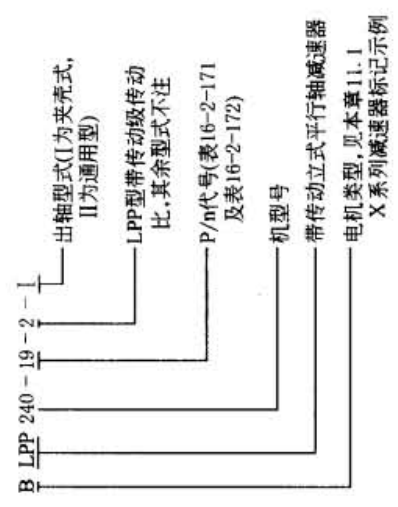 B LPP 240 - 19 - 2 - I
出轴型式(I为夹壳式,
II为通用型)
LPP型带传动级传动
比,其余型式不注
P/n代号(表16-2-171
及表16-2-172)
机型号
带传动立式平行轴减速器
电机类型,见本章11.1
X系列减速器标记示例